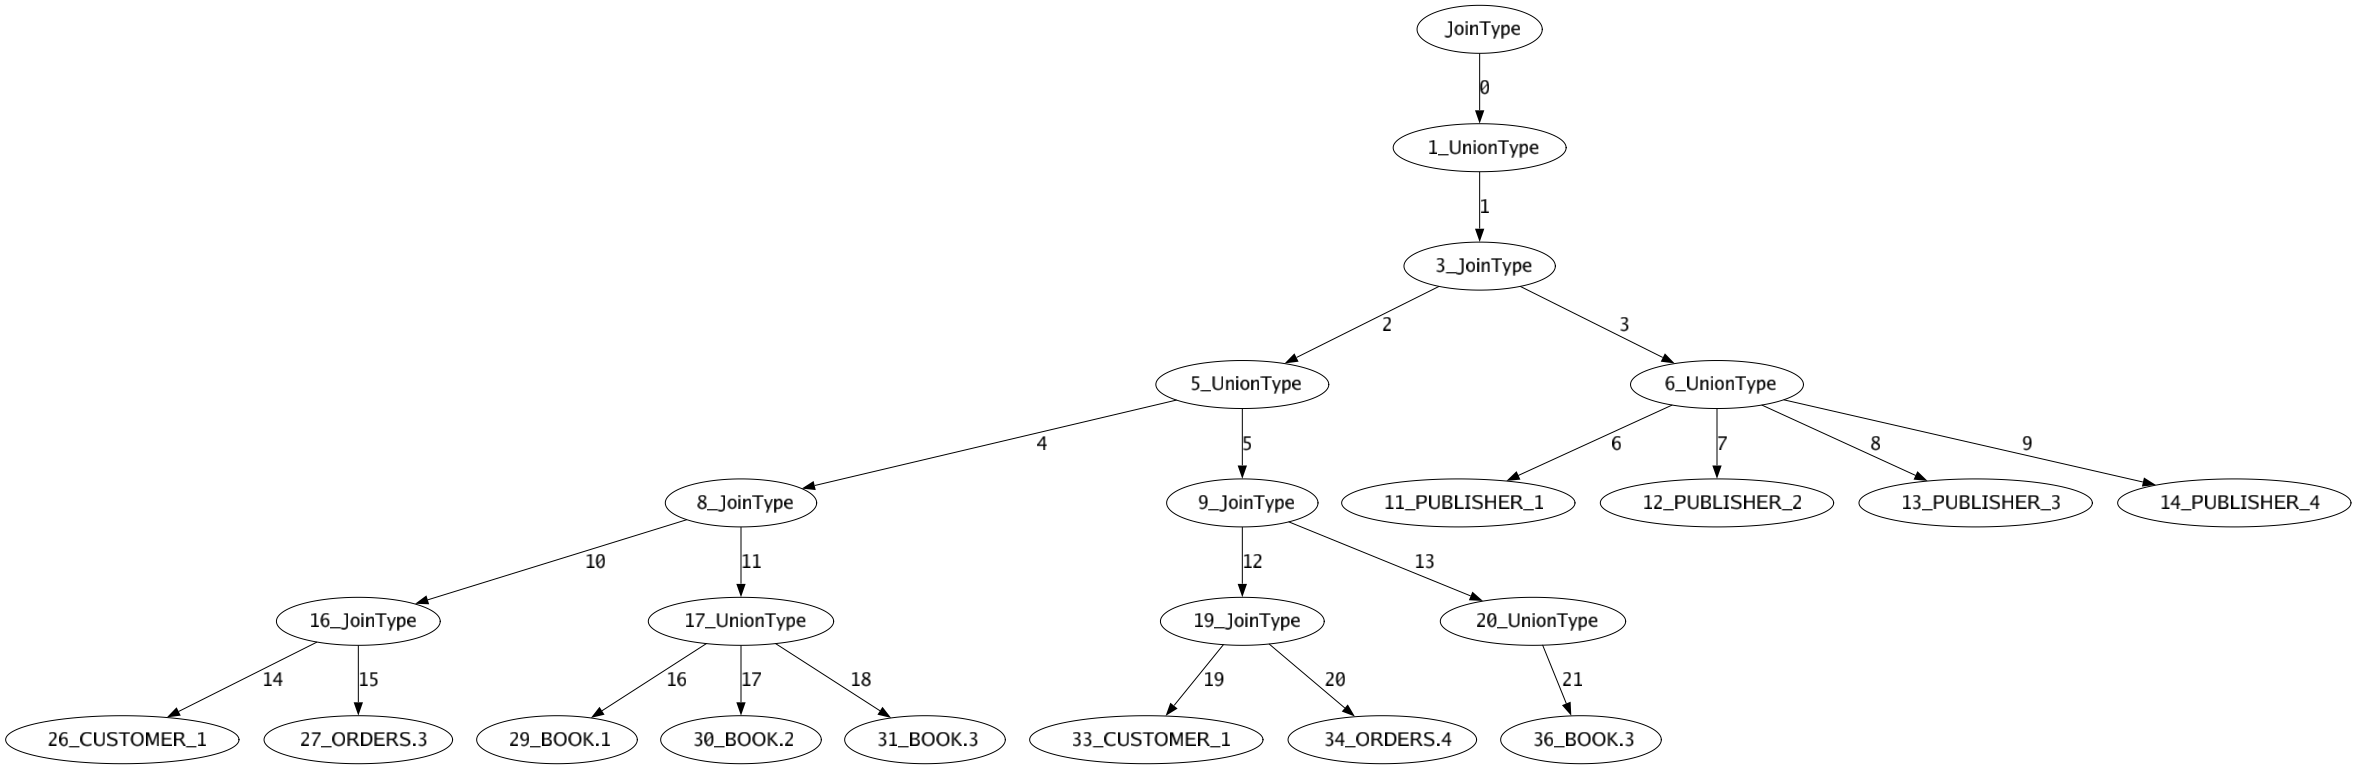 JoinType
0
1_UnionType
1
3_JoinType
2 3
5_UnionType 6_UnionType
4 5 6 7 8 9
8_JoinType 9_JoinType 11_PUBLISHER_1 12_PUBLISHER_2 13_PUBLISHER_3 14_PUBLISHER_4
10 11 12 13
16_JoinType 17_UnionType 19_JoinType 20_UnionType
14 15 16 17 18 19 20 21
26_CUSTOMER_1 27_ORDERS.3 29_BOOK.1 30_BOOK.2 31_BOOK.3 33_CUSTOMER_1 34_ORDERS.4 36_BOOK.3